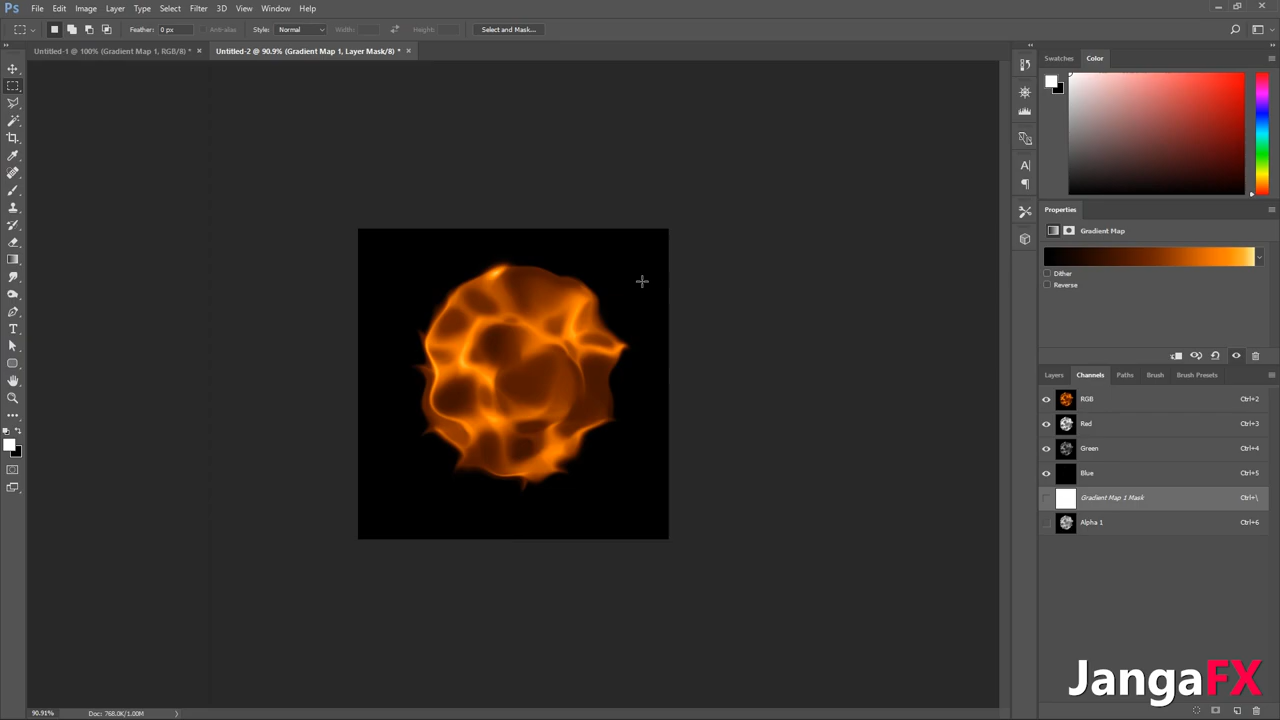 Ps File Edit Image Layer Type Select Filter 3D View Window Help
Feather: 0 px Anti-alias Style: Normal Width: Height: Select and Mask...
Untitled-1 @ 100% (Gradient Map 1, RGB/8) * × Untitled-2 @ 90.9% (Gradient Map 1, Layer Mask/8) * ×
Swatches Color
Properties
Gradient Map
Dither
Reverse
Layers Channels Paths Brush Brush Presets
RGB Ctrl+2
Red Ctrl+3
Green Ctrl+4
Blue Ctrl+5
Gradient Map 1 Mask Ctrl+\
Alpha 1 Ctrl+6
JangaFX
90.91% Doc: 768.0K/1.00M